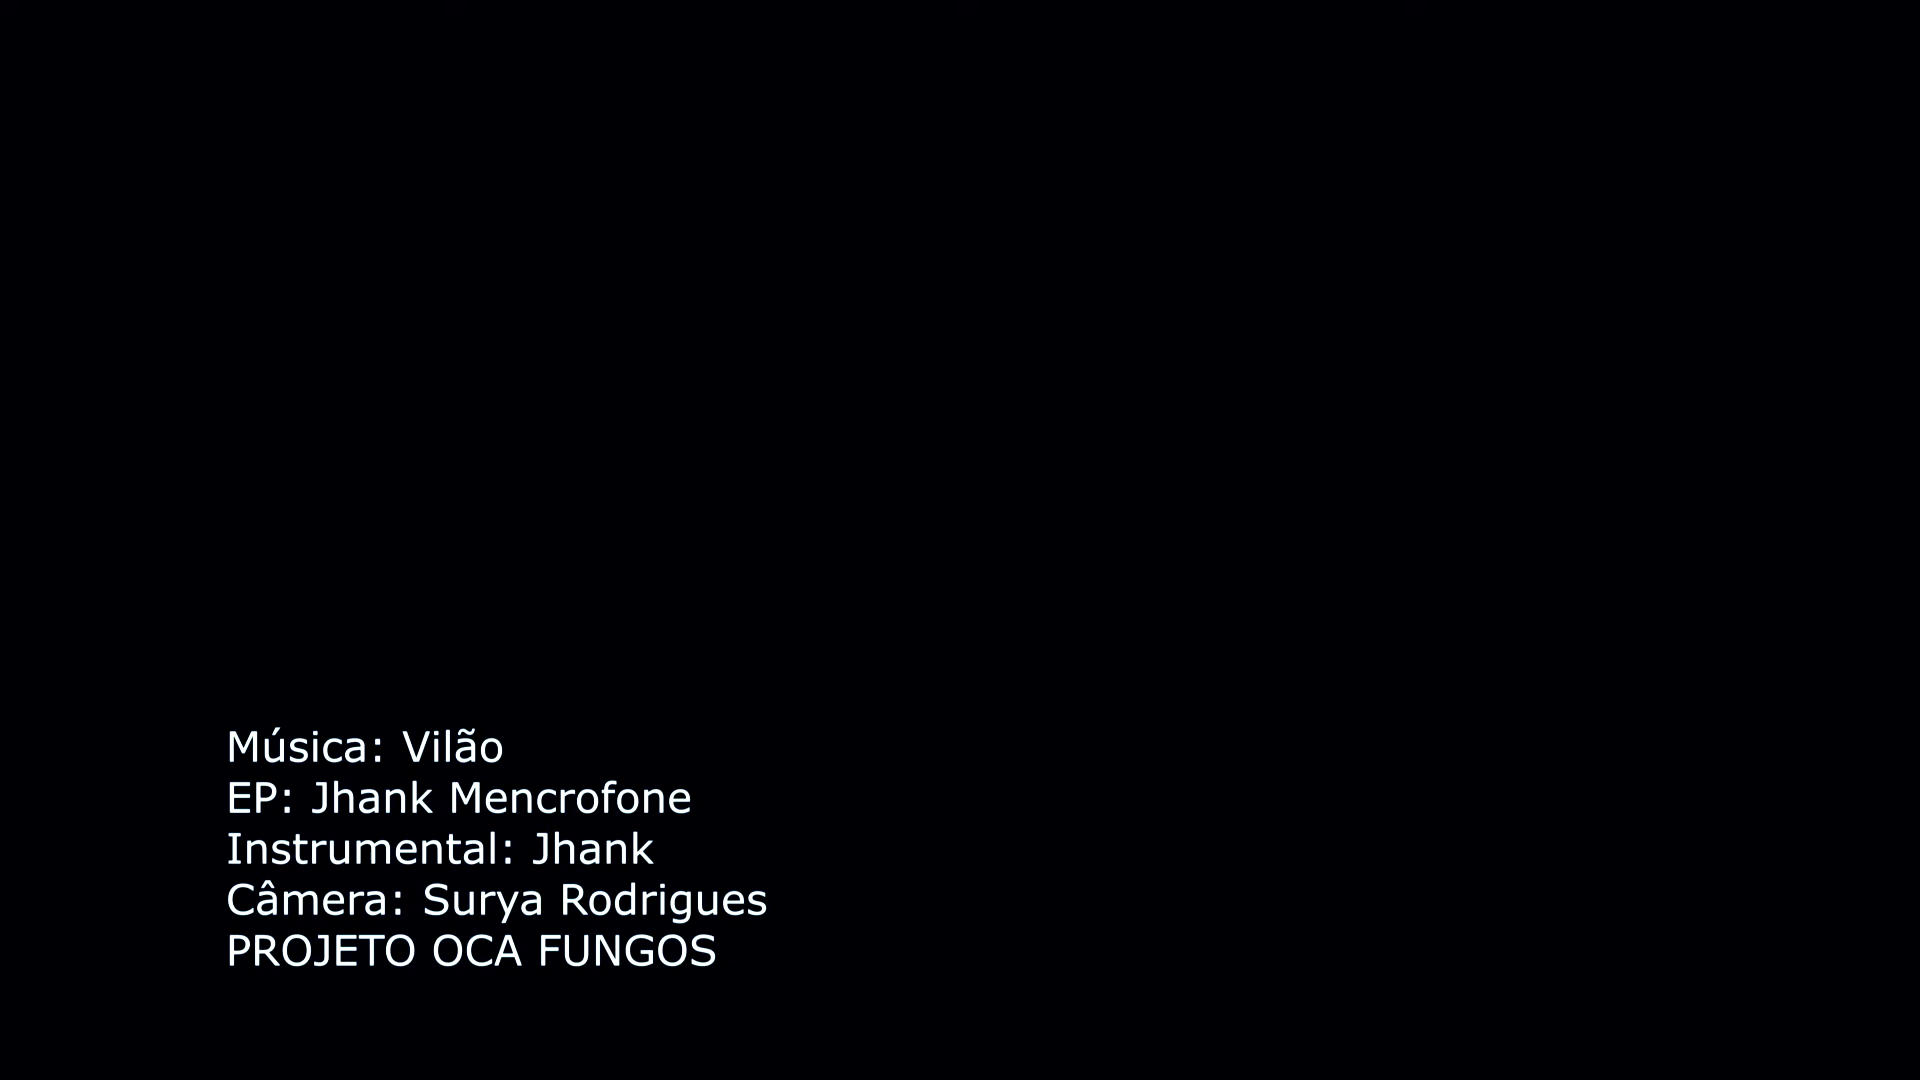 Música: Vilão
EP: Jhank Mencrofone
Instrumental: Jhank
Câmera: Surya Rodrigues
PROJETO OCA FUNGOS